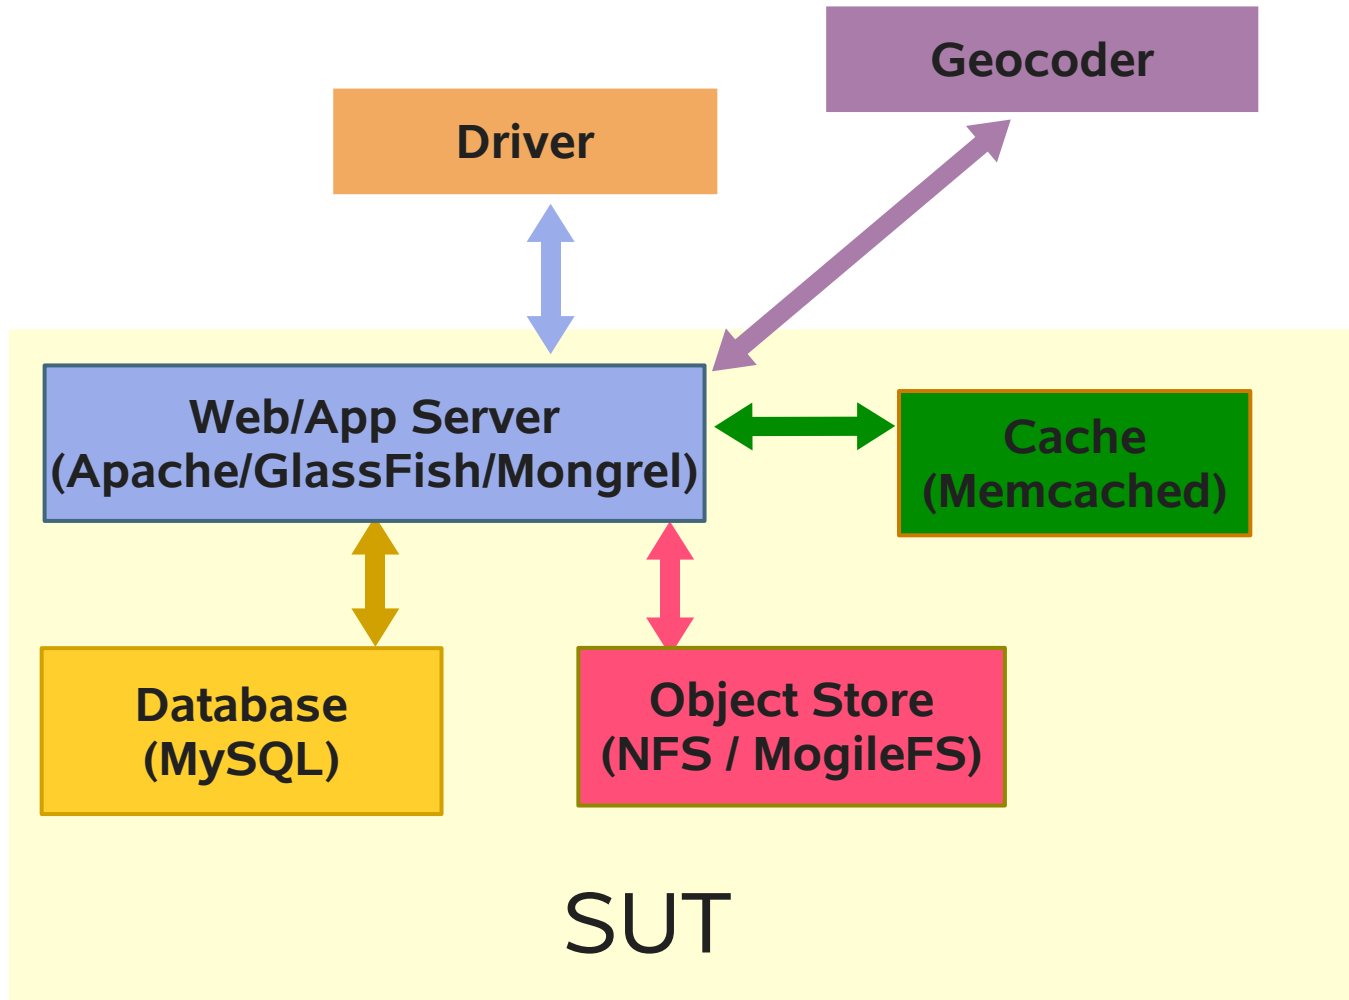 Geocoder
Driver
Web/App Server
(Apache/GlassFish/Mongrel)
Cache
(Memcached)
Database
(MySQL)
Object Store
(NFS / MogileFS)
SUT